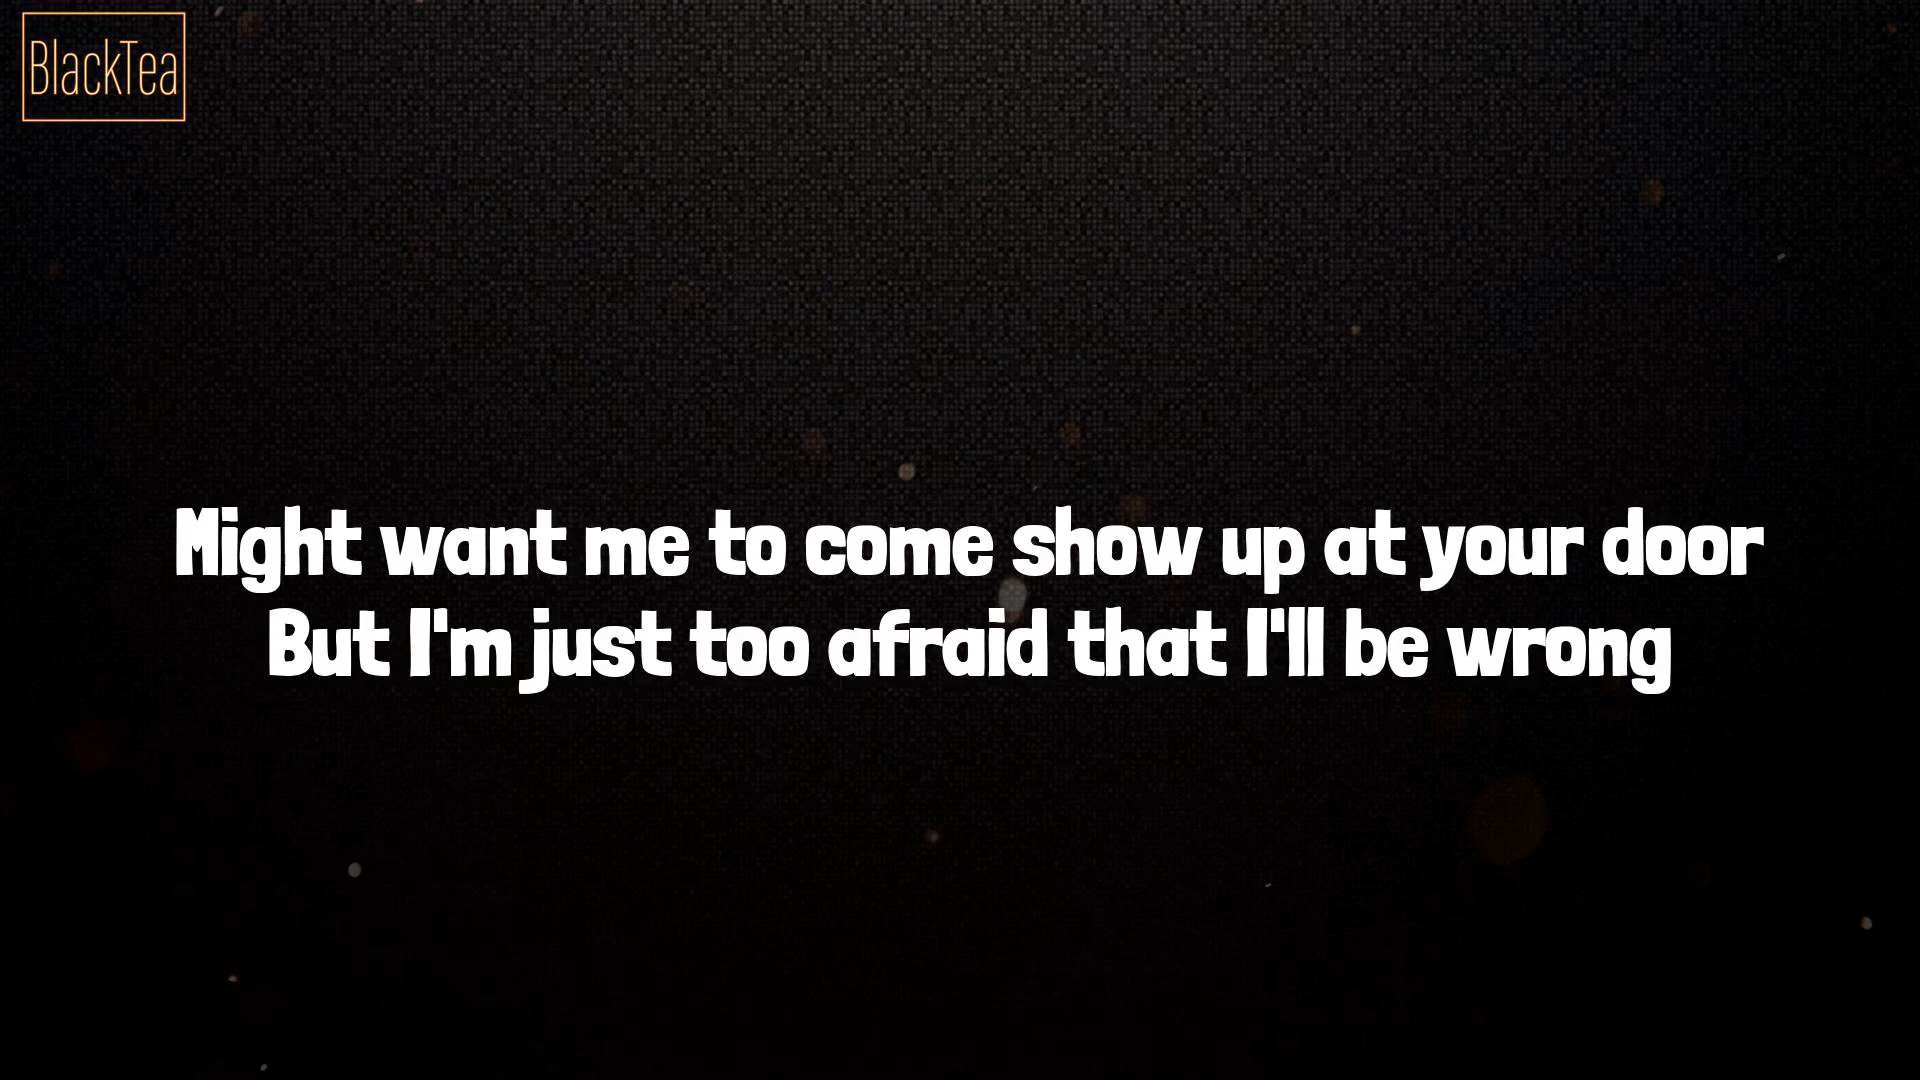 BlackTea
Might want me to come show up at your door
But I'm just too afraid that I'll be wrong